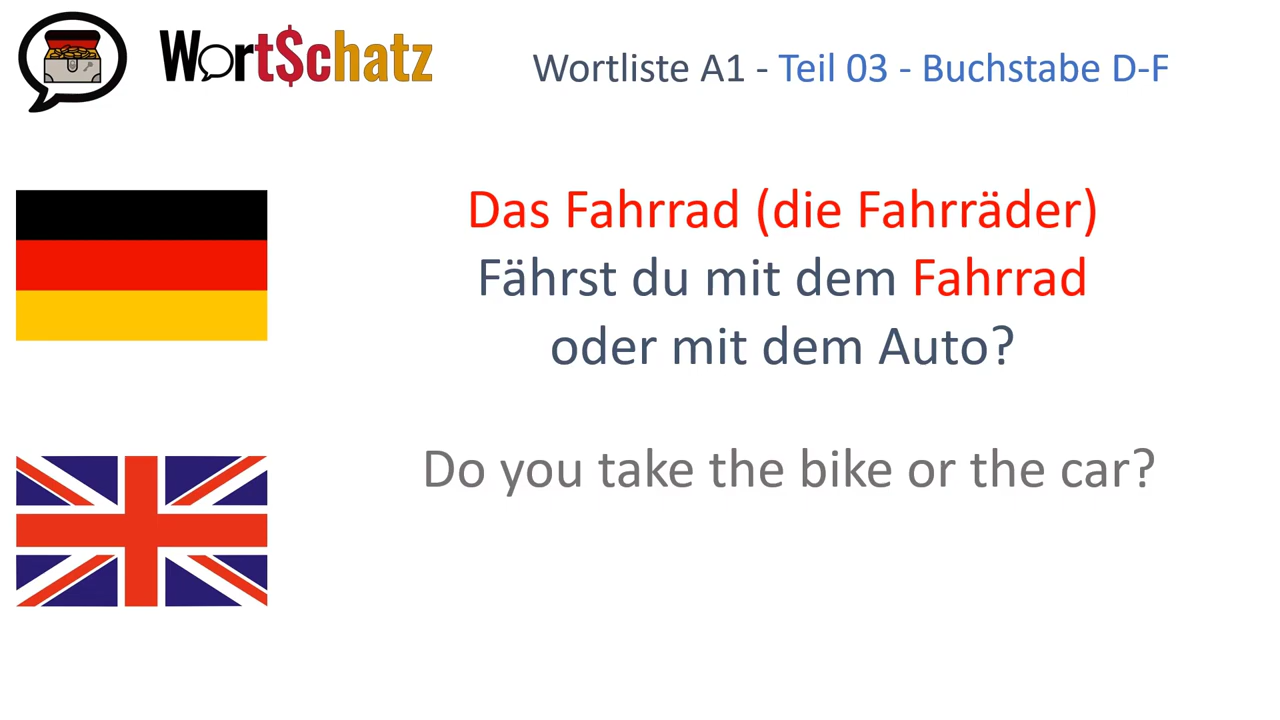 Wort$chatz
Wortliste A1 - Teil 03 - Buchstabe D-F
Das Fahrrad (die Fahrräder)
Fährst du mit dem Fahrrad
oder mit dem Auto?
Do you take the bike or the car?